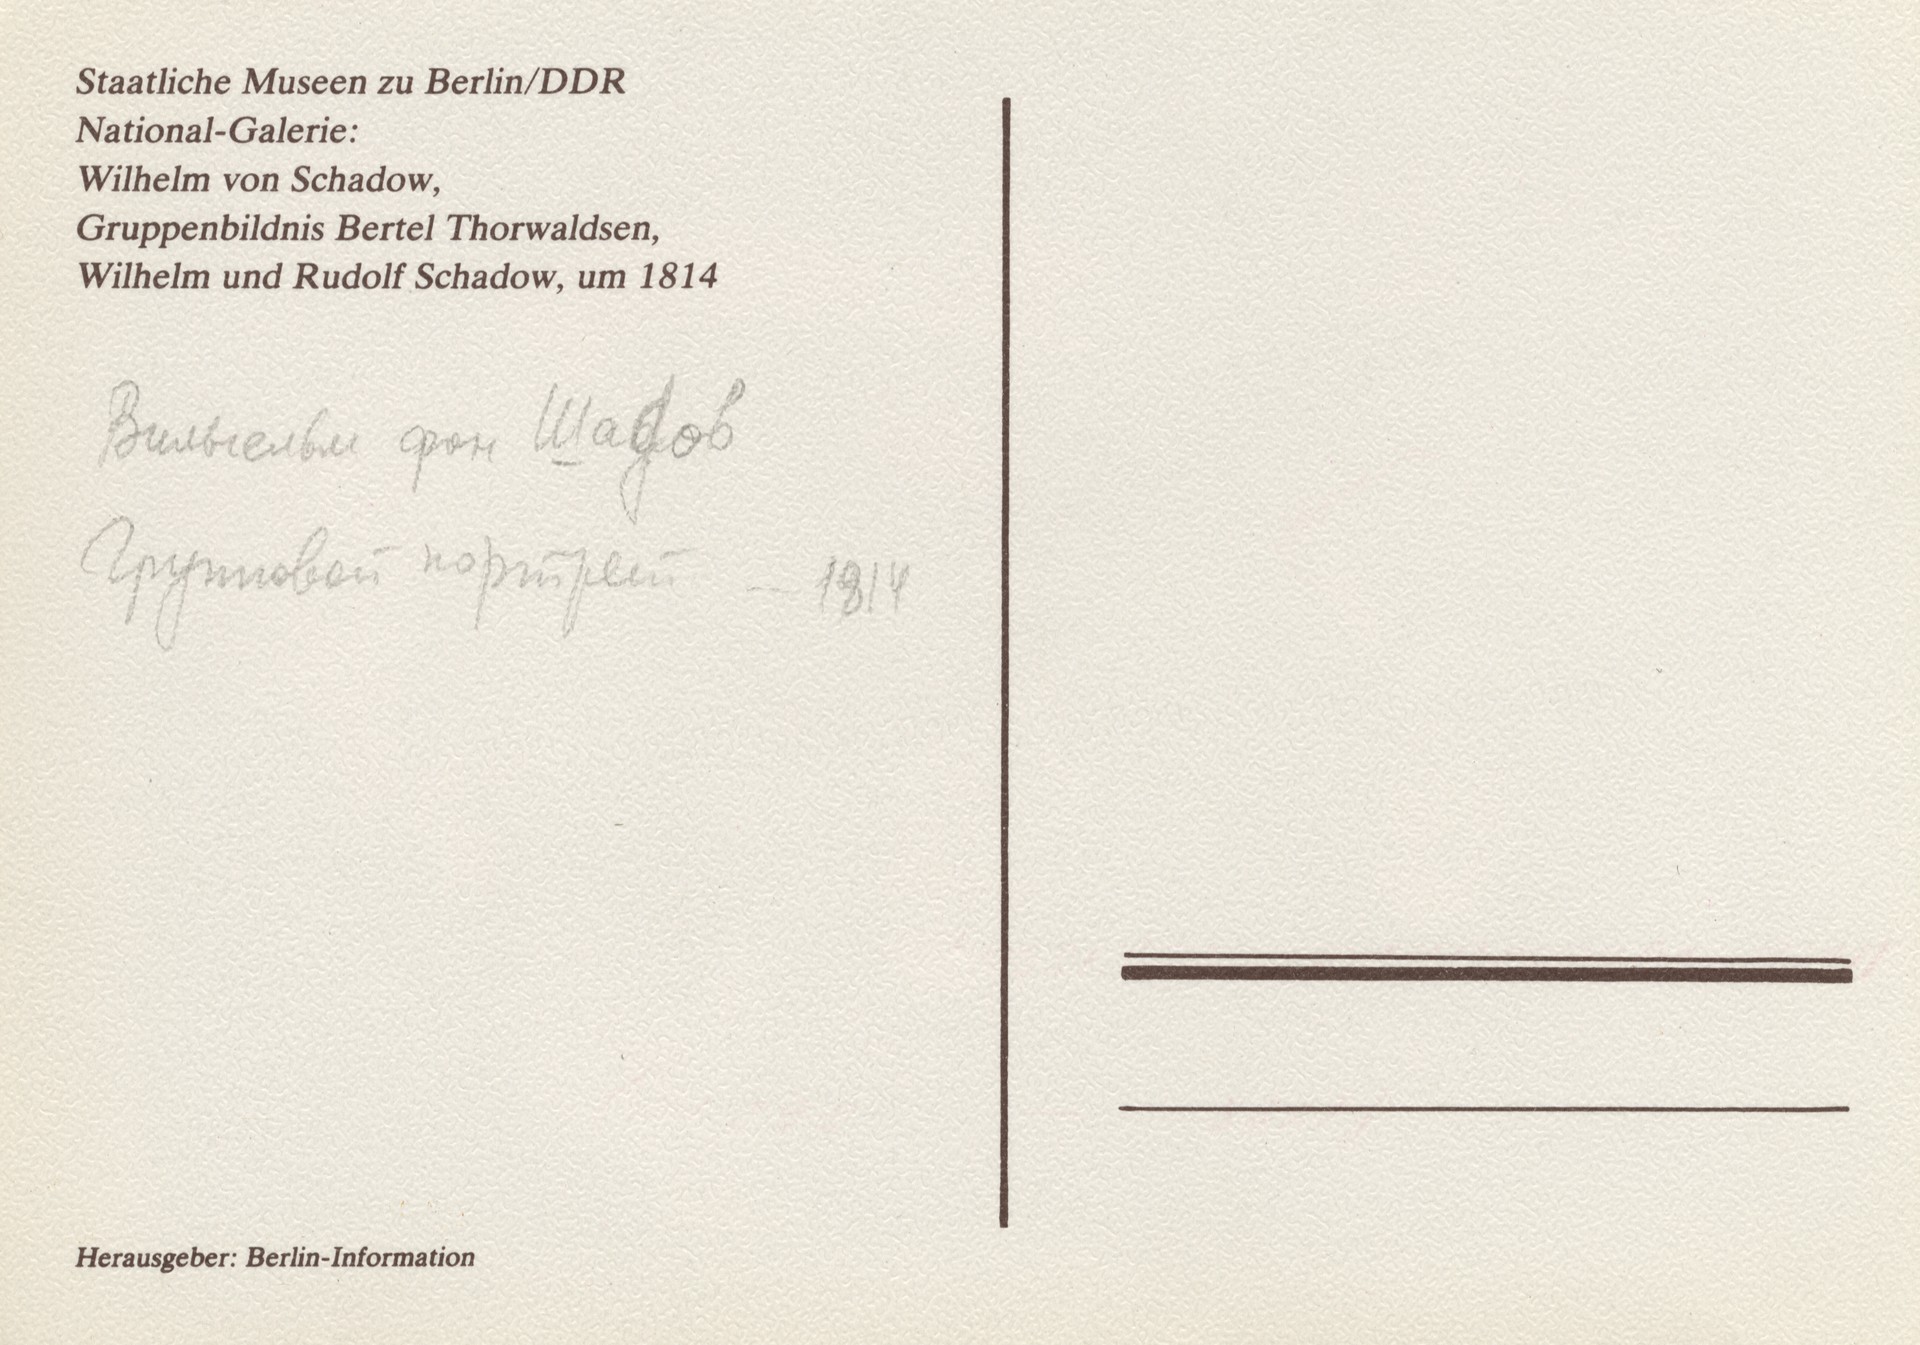 Staatliche Museen zu Berlin/DDR
National-Galerie:
Wilhelm von Schadow,
Gruppenbildnis Bertel Thorwaldsen,
Wilhelm und Rudolf Schadow, um 1814
Вильгельм фон Шадов
Групповой портрет — 1814
Herausgeber: Berlin-Information